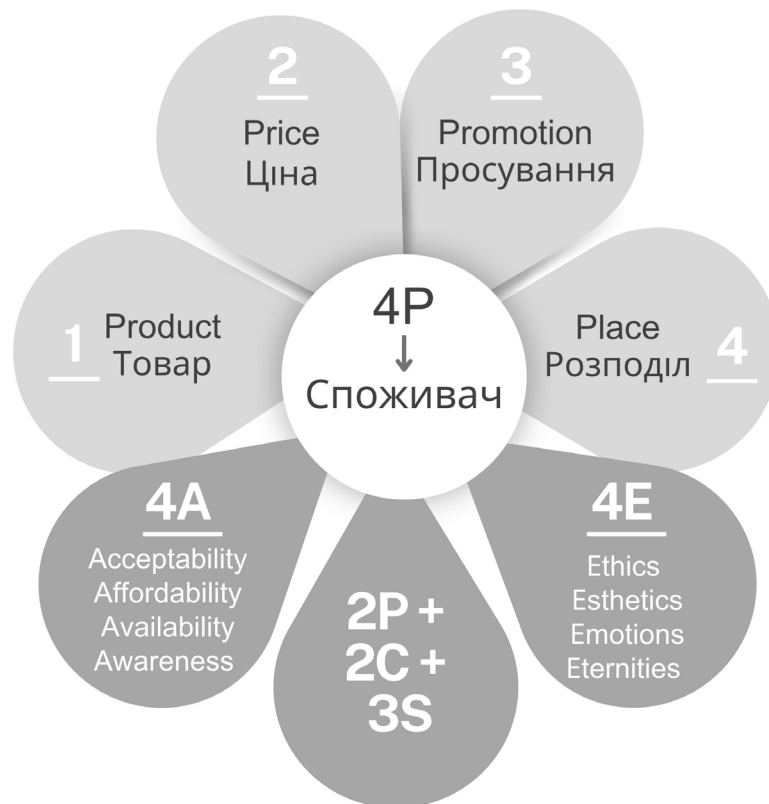 2
Price
Ціна
3
Promotion
Просування
1
Product
Товар
4P
↓
Споживач
Place
Розподіл
4
4A
Acceptability
Affordability
Availability
Awareness
2P +
2C +
3S
4E
Ethics
Esthetics
Emotions
Eternities